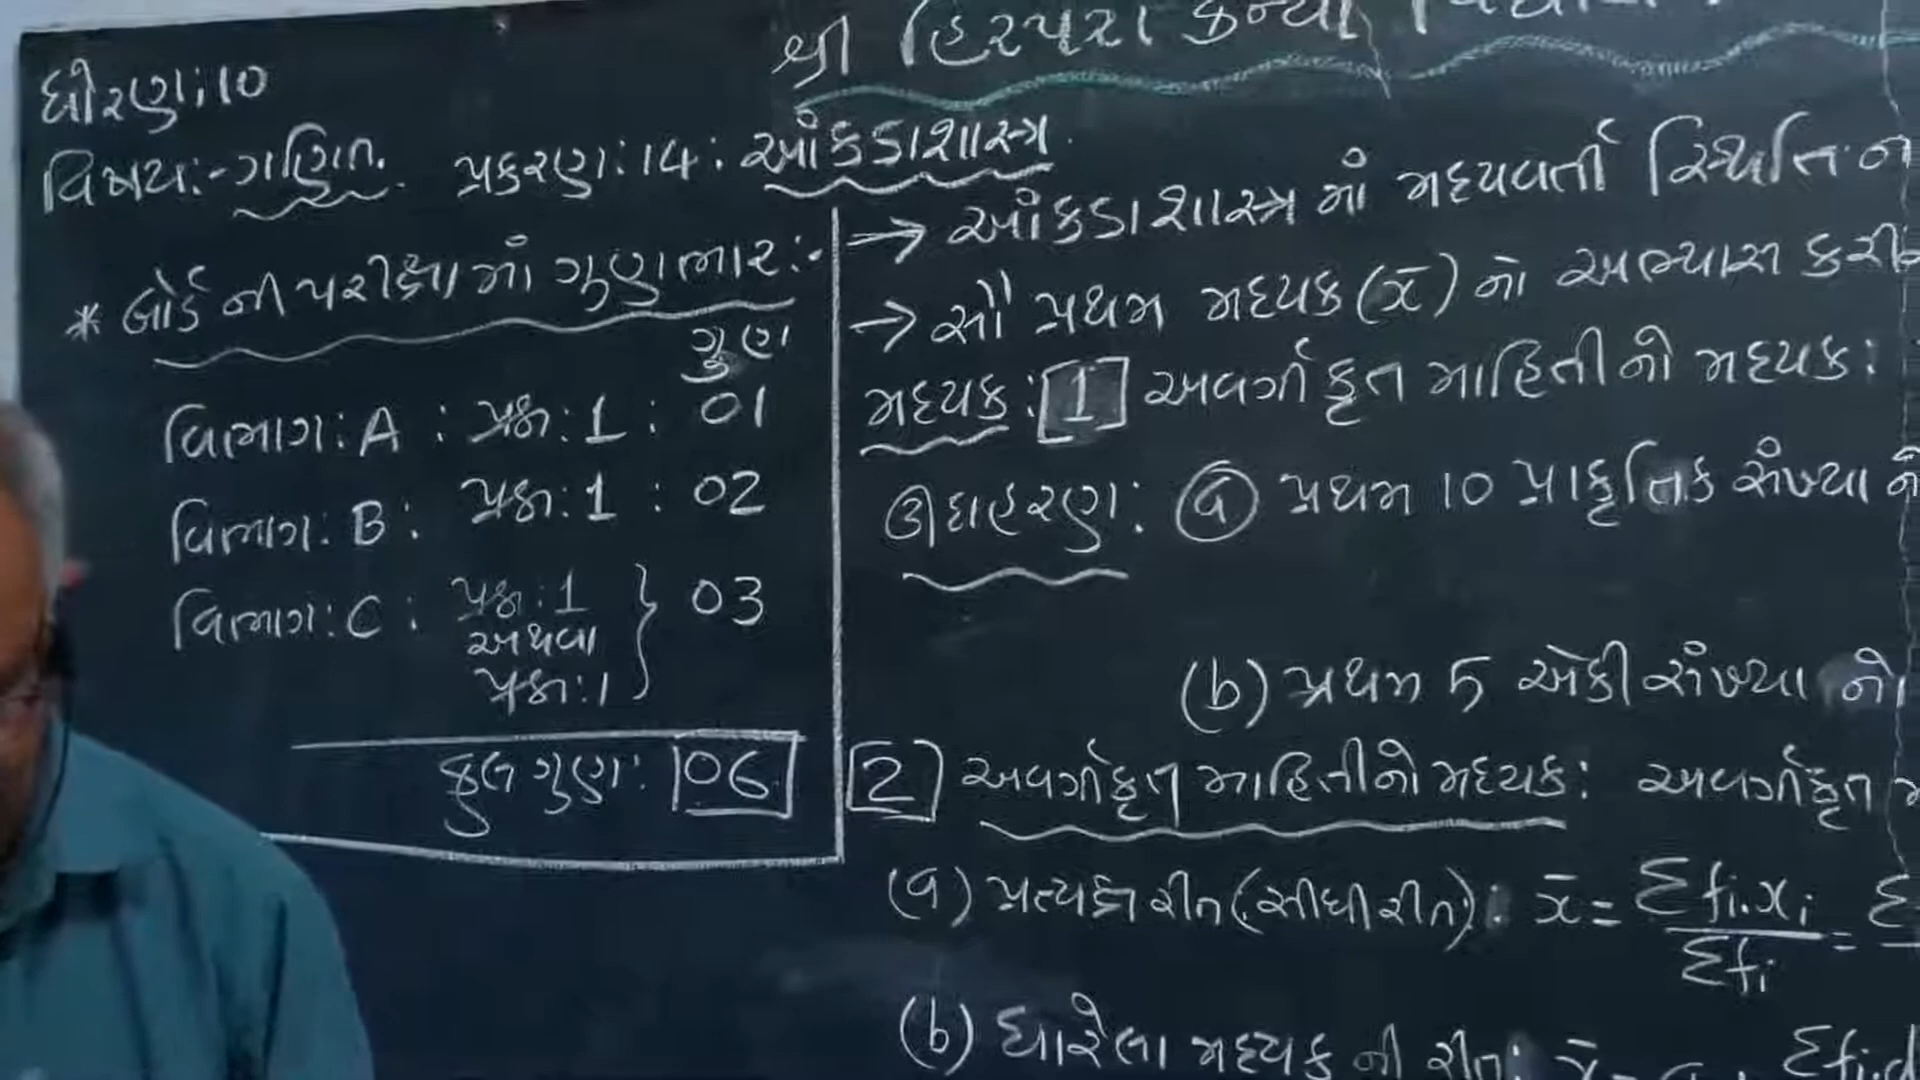 શ્રી હિરપરા કન્યા
ધોરણ:10
વિષય:-ગણિત. પ્રકરણ:14: આંકડાશાસ્ત્ર.
* બોર્ડ ની પરીક્ષા માં ગુણભાર:-
ગુણ
વિભાગ: A : પ્રશ્ન:1 : 01
વિભાગ: B : પ્રશ્ન:1 : 02
વિભાગ: C : પ્રશ્ન:1 અથવા પ્રશ્ન:1 } 03
કુલ ગુણ: 06
→ આંકડાશાસ્ત્ર માં મધ્યવર્તી સ્થિતિ ન
→ સૌ પ્રથમ મધ્યક (x̄) નો અભ્યાસ કરી
મધ્યક: 1 અવર્ગીકૃત માહિતી નો મધ્યક:
ઊદાહરણ: (a) પ્રથમ 10 પ્રાકૃતિક સંખ્યા ન
(b) પ્રથમ 5 એકી સંખ્યા નો
2 અવર્ગીકૃત માહિતીનો મધ્યક: અવર્ગીકૃત મ
(a) પ્રત્યક્ષ રીત (સીધી રીત): x̄ = Σfi.xi / Σfi = Σ
(b) ધારેલા મધ્યક ની રીત: x̄ = a + Σfi.d